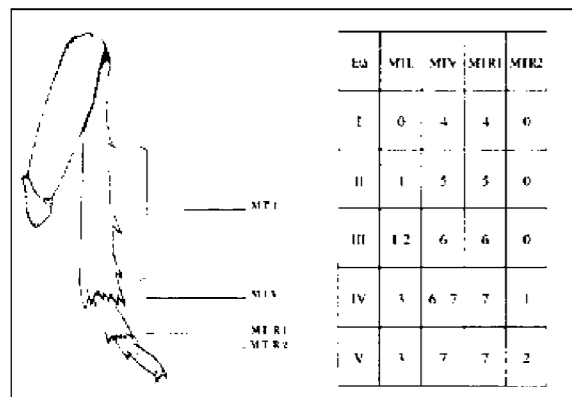 MTL
MTV
MTR1
MTR2
Ed MTL MTV MTR1 MTR2
I 0 4 4 0
II 1 5 5 0
III 1 2 6 6 0
IV 3 6 7 7 1
V 3 7 7 2